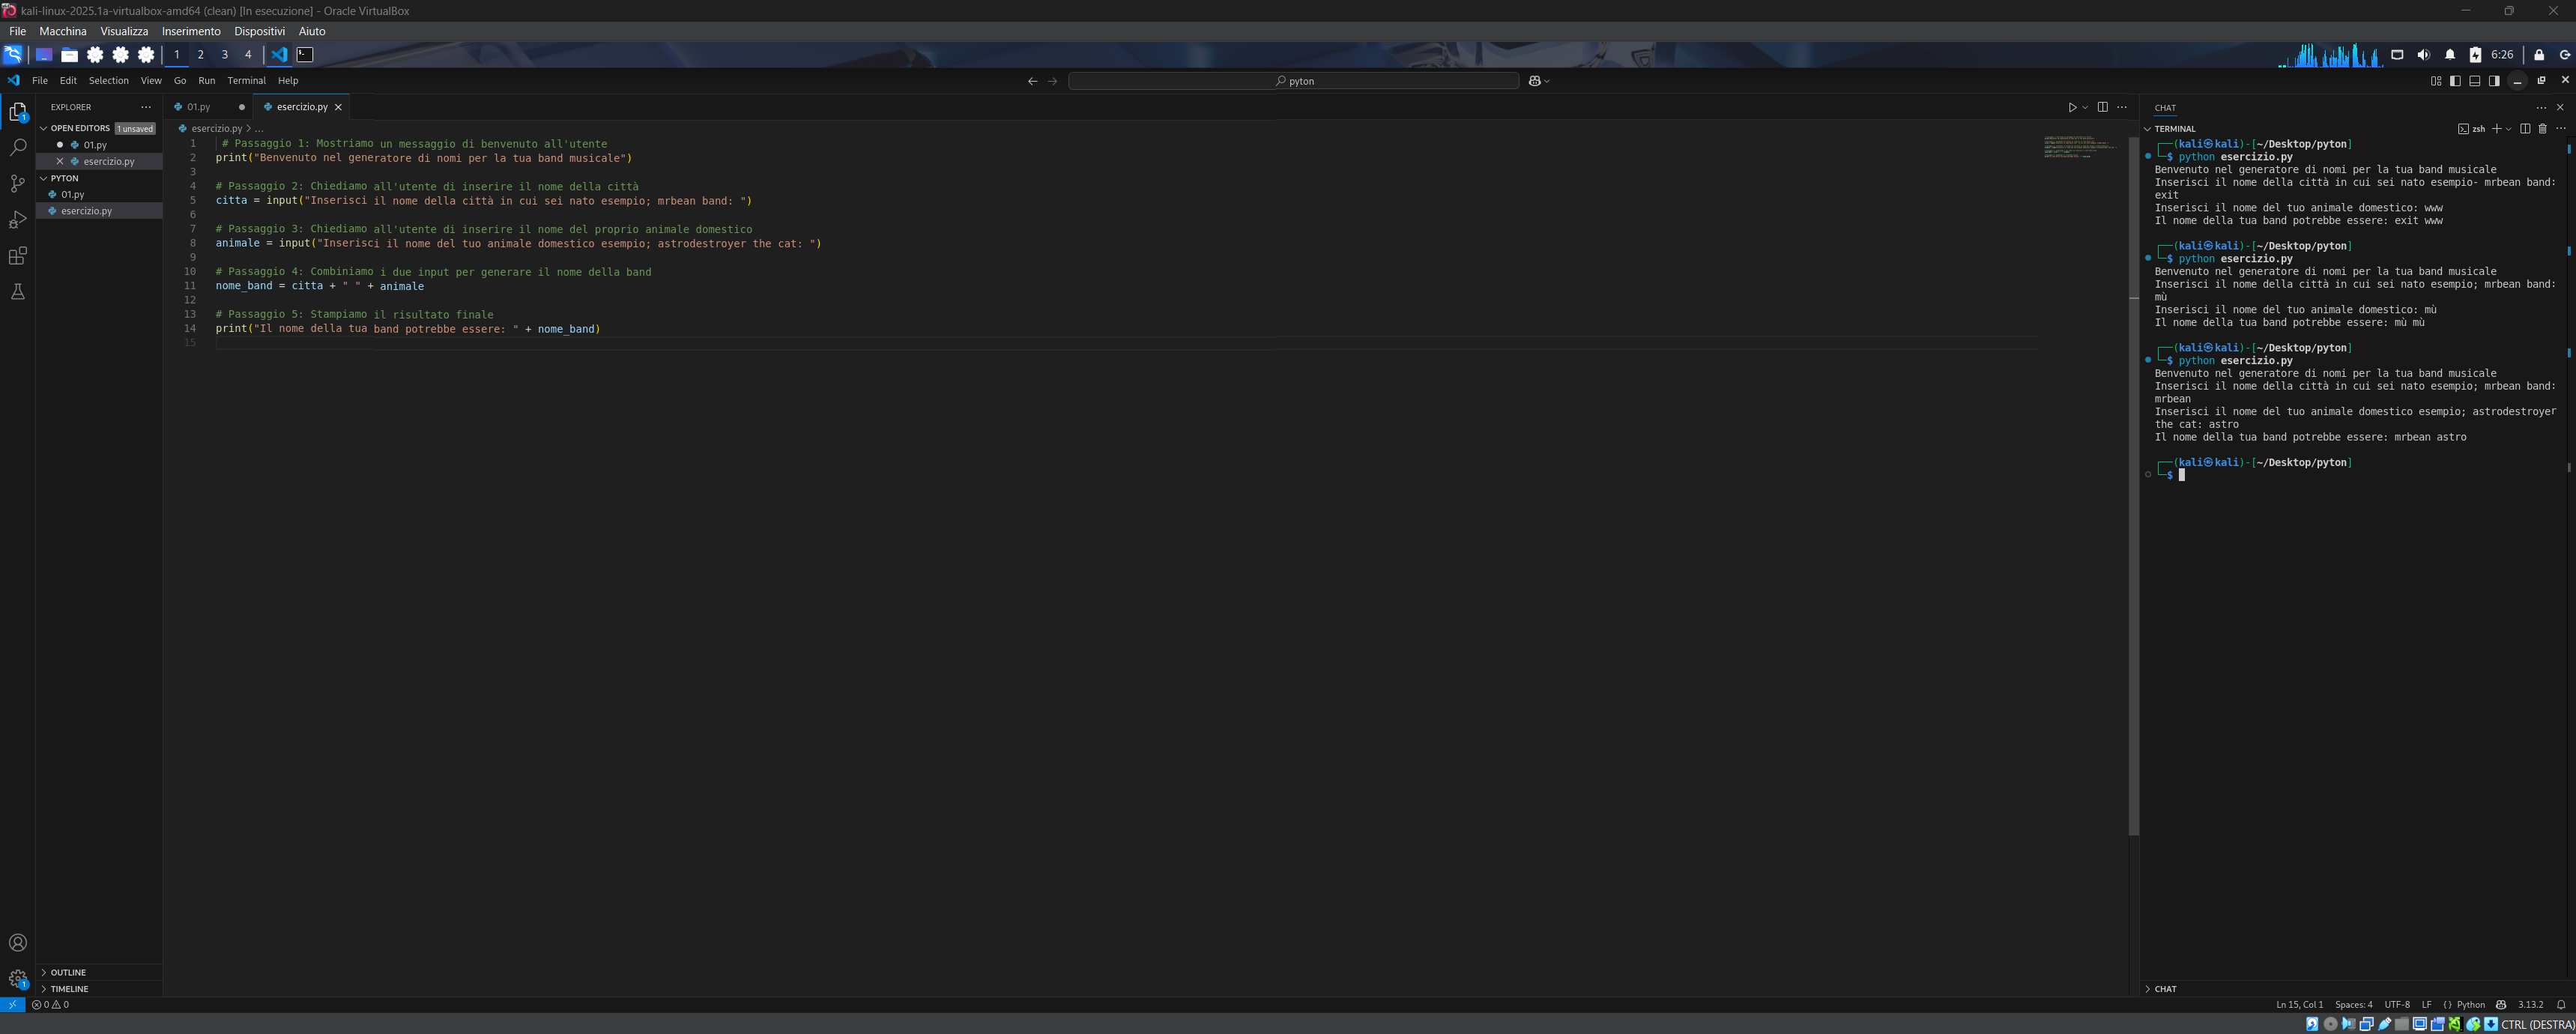 kali-linux-2025.1a-virtualbox-amd64 (clean) [In esecuzione] - Oracle VirtualBox
File Macchina Visualizza Inserimento Dispositivi Aiuto
1 2 3 4 6:26
File Edit Selection View Go Run Terminal Help
pyton
EXPLORER
OPEN EDITORS 1 unsaved
01.py
esercizio.py
PYTON
01.py
esercizio.py
OUTLINE
TIMELINE
01.py esercizio.py
esercizio.py > ...
1 # Passaggio 1: Mostriamo un messaggio di benvenuto all'utente
2 print("Benvenuto nel generatore di nomi per la tua band musicale")
3
4 # Passaggio 2: Chiediamo all'utente di inserire il nome della città
5 citta = input("Inserisci il nome della città in cui sei nato esempio; mrbean band: ")
6
7 # Passaggio 3: Chiediamo all'utente di inserire il nome del proprio animale domestico
8 animale = input("Inserisci il nome del tuo animale domestico esempio; astrodestroyer the cat: ")
9
10 # Passaggio 4: Combiniamo i due input per generare il nome della band
11 nome_band = citta + " " + animale
12
13 # Passaggio 5: Stampiamo il risultato finale
14 print("Il nome della tua band potrebbe essere: " + nome_band)
15
CHAT
TERMINAL
zsh
┌──(kali㉿kali)-[~/Desktop/pyton]
└─$ python esercizio.py
Benvenuto nel generatore di nomi per la tua band musicale
Inserisci il nome della città in cui sei nato esempio- mrbean band:
exit
Inserisci il nome del tuo animale domestico: www
Il nome della tua band potrebbe essere: exit www
┌──(kali㉿kali)-[~/Desktop/pyton]
└─$ python esercizio.py
Benvenuto nel generatore di nomi per la tua band musicale
Inserisci il nome della città in cui sei nato esempio; mrbean band:
mù
Inserisci il nome del tuo animale domestico: mù
Il nome della tua band potrebbe essere: mù mù
┌──(kali㉿kali)-[~/Desktop/pyton]
└─$ python esercizio.py
Benvenuto nel generatore di nomi per la tua band musicale
Inserisci il nome della città in cui sei nato esempio; mrbean band:
mrbean
Inserisci il nome del tuo animale domestico esempio; astrodestroyer
the cat: astro
Il nome della tua band potrebbe essere: mrbean astro
┌──(kali㉿kali)-[~/Desktop/pyton]
└─$
CHAT
0 0
Ln 15, Col 1 Spaces: 4 UTF-8 LF {} Python 3.13.2
CTRL (DESTRA)